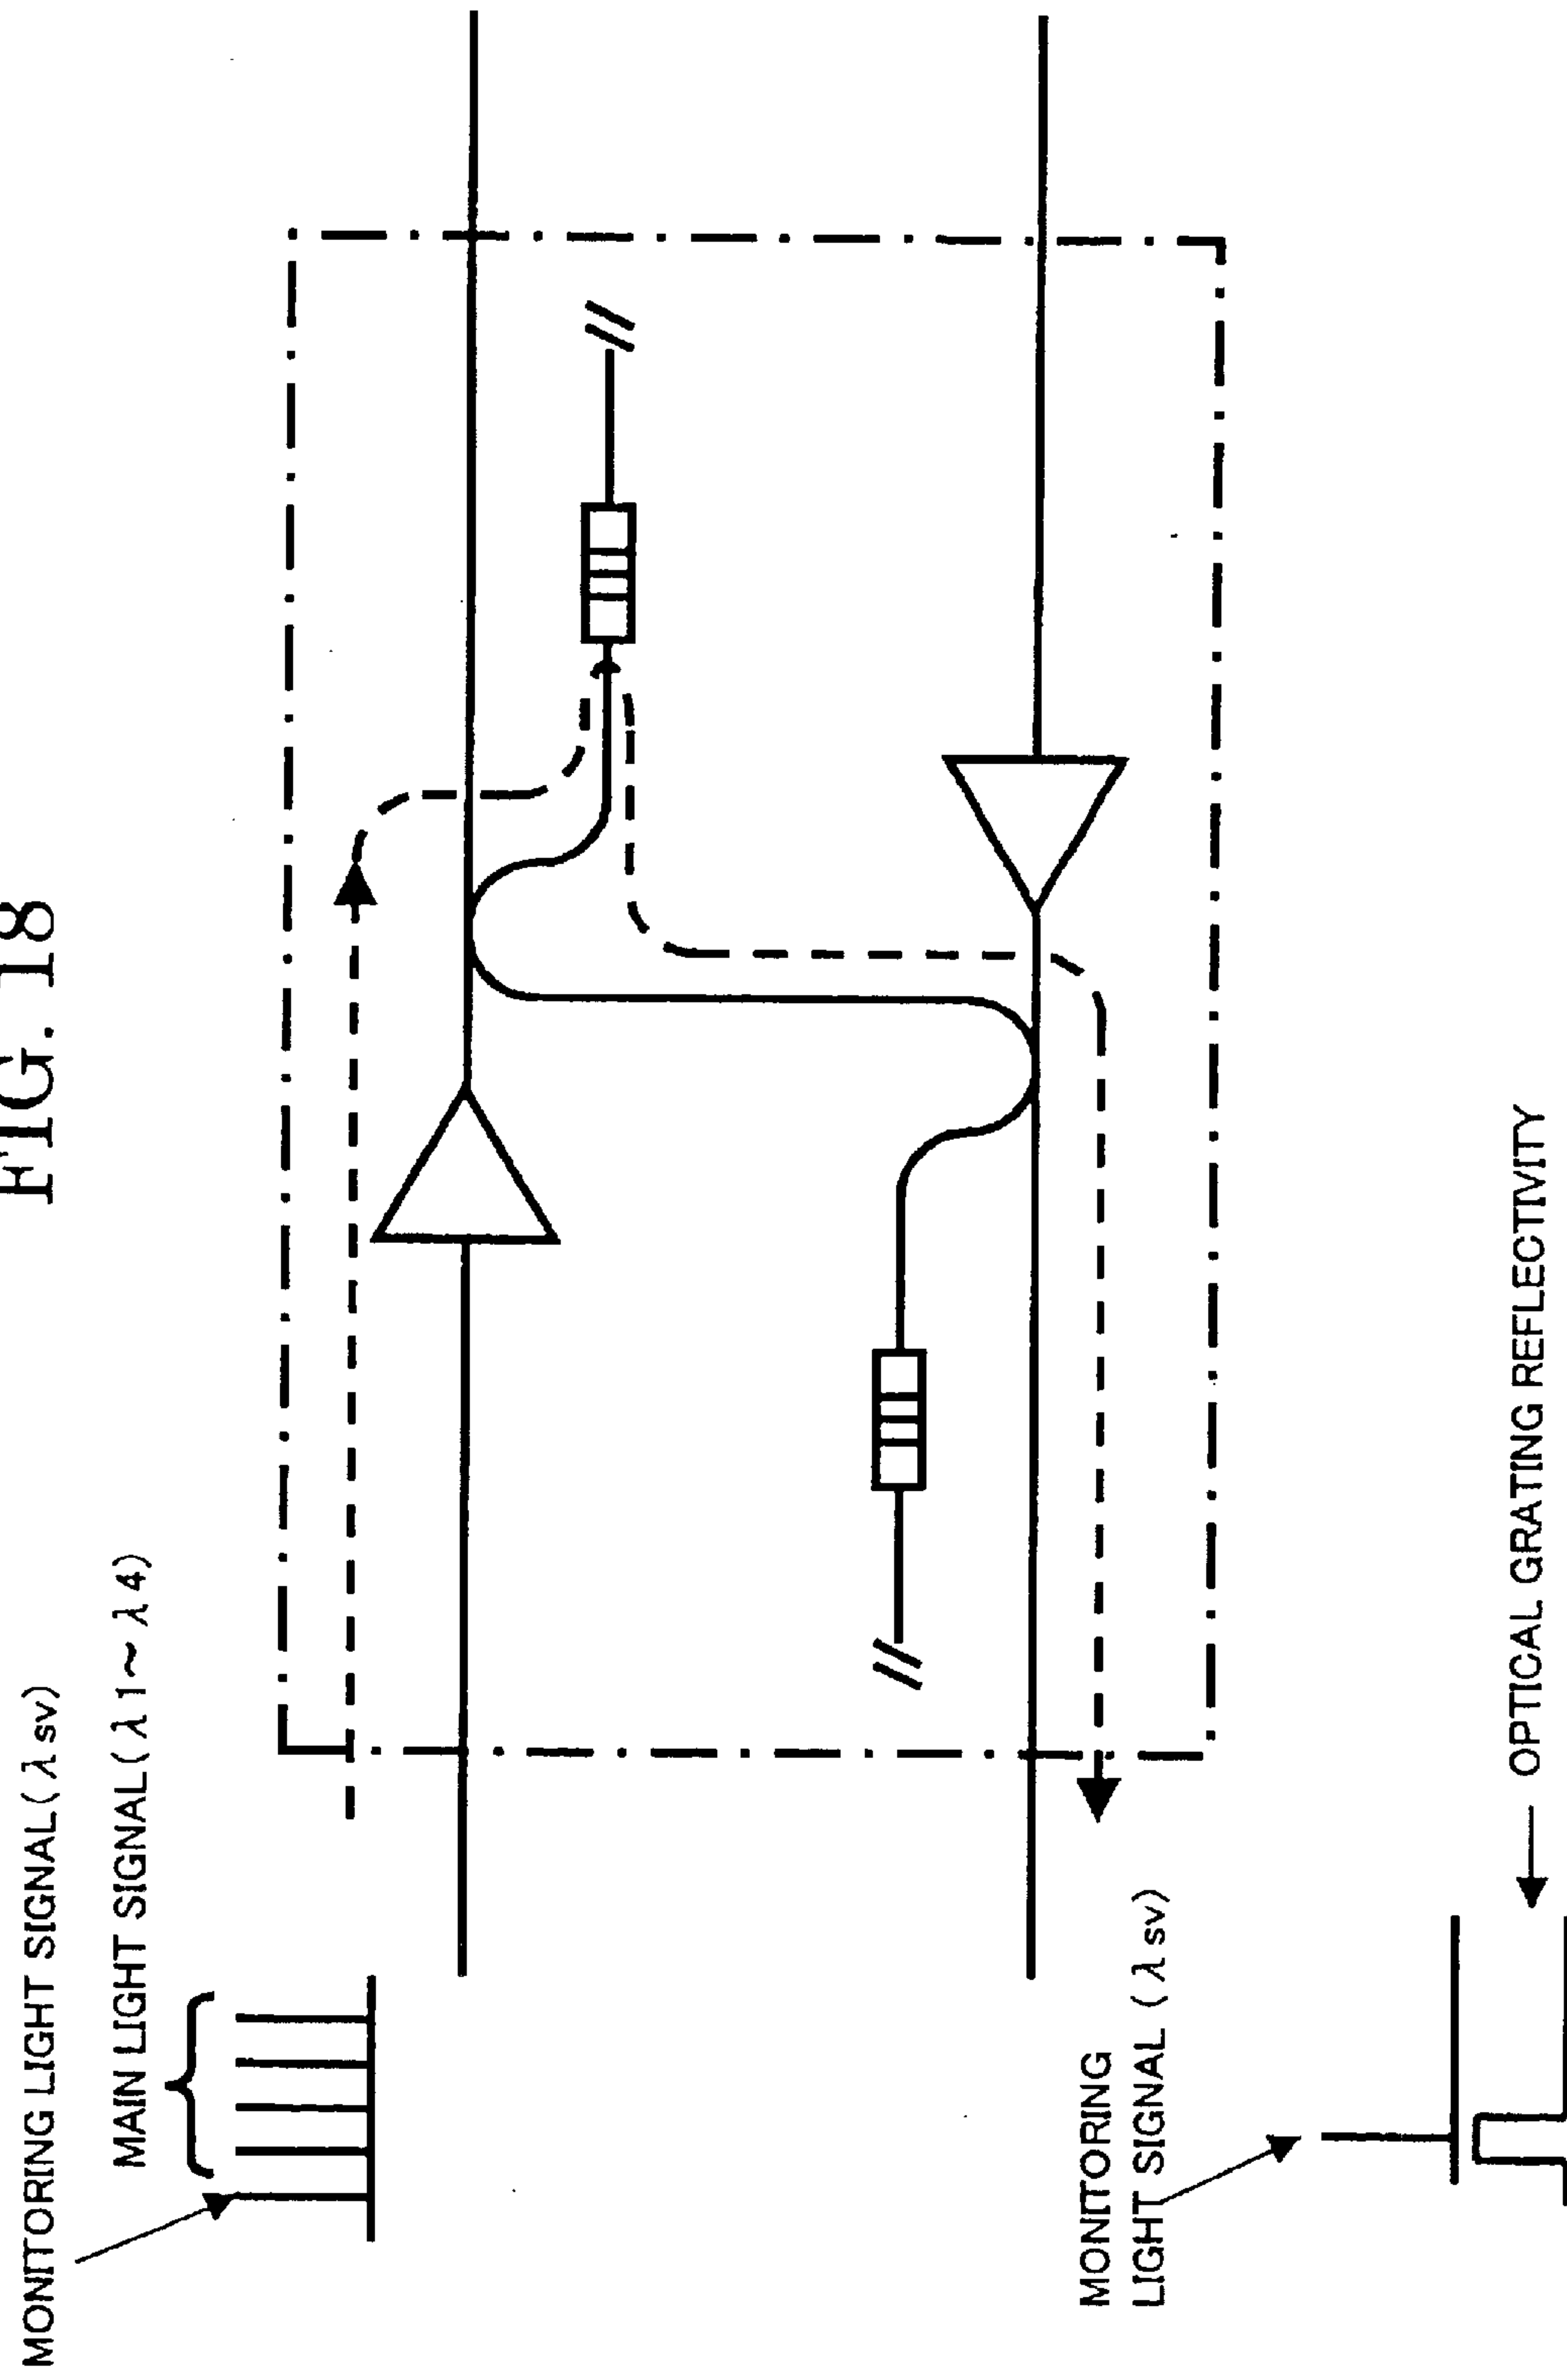 FIG. 18
MONITORING LIGHT SIGNAL(λsv)
MAIN LIGHT SIGNAL(λ1~λ4)
MONITORING
LIGHT SIGNAL (λsv)
OPTICAL GRATING REFLECTIVITY